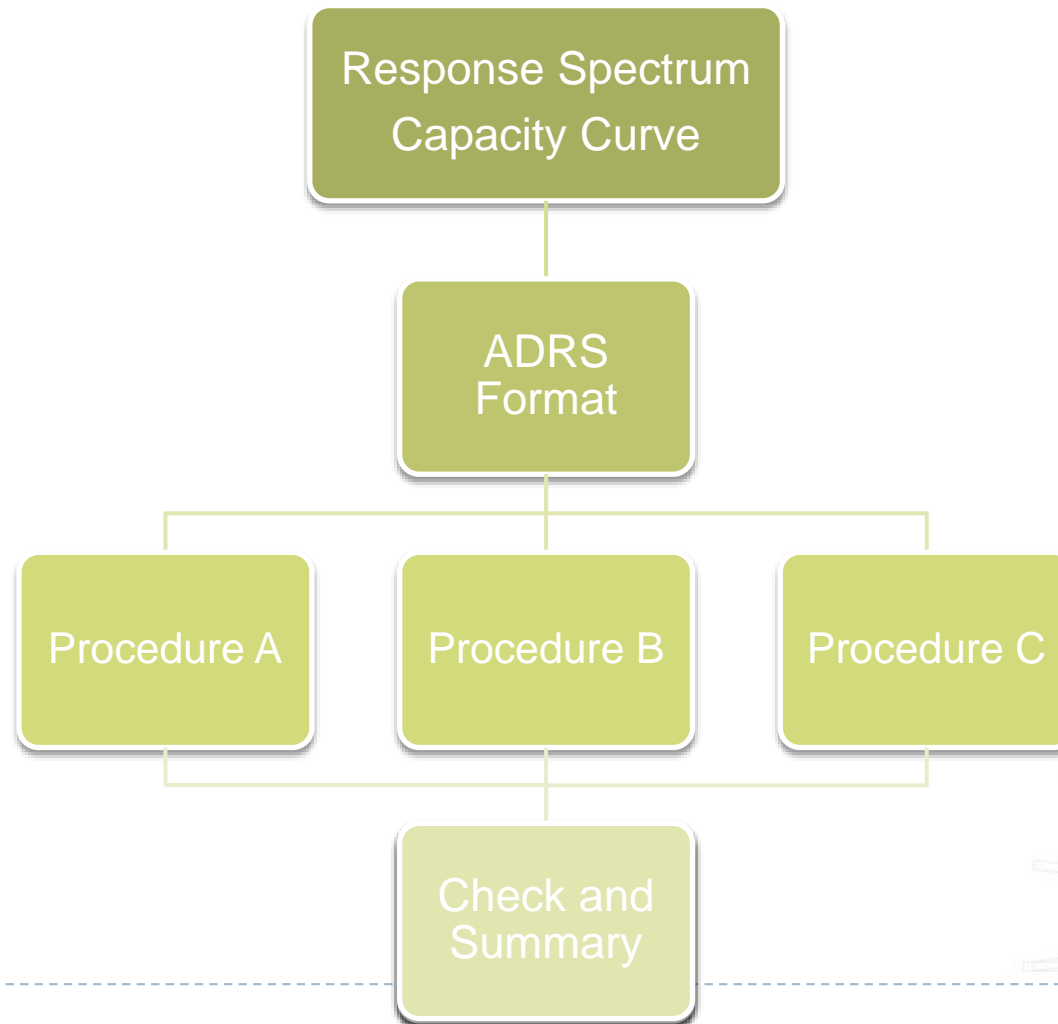 Response Spectrum
Capacity Curve
ADRS
Format
Procedure A
Procedure B
Procedure C
Check and
Summary